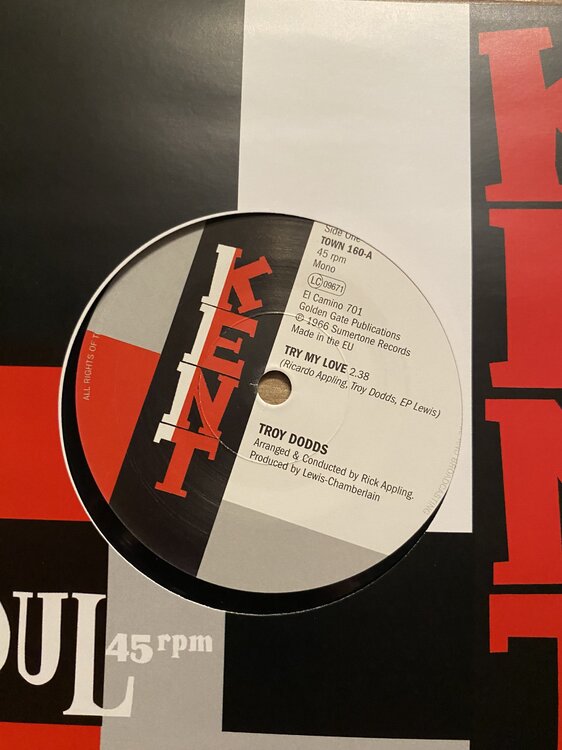 KENT
Side One
TOWN 160-A
45 rpm
Mono
LC 09671
El Camino 701
Golden Gate Publications
℗ 1966 Sumertone Records
Made in the EU
TRY MY LOVE 2.38
(Ricardo Appling, Troy Dodds, EP Lewis)
TROY DODDS
Arranged & Conducted by Rick Appling.
Produced by Lewis-Chamberlain
ALL RIGHTS OF T
BROADCASTING
KENT
OUL
45 rpm